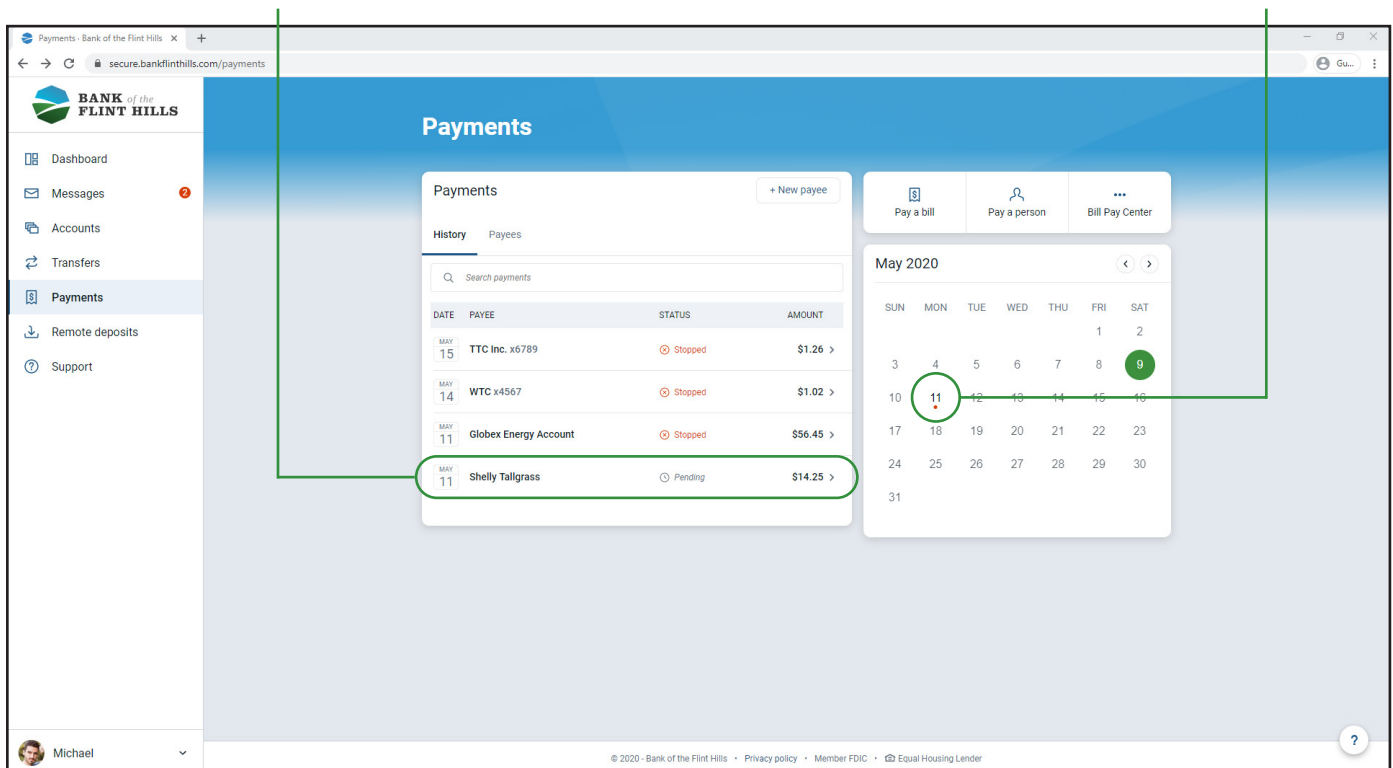 Payments - Bank of the Flint Hills
secure.bankflinthills.com/payments
Gu...
BANK of the
FLINT HILLS
Dashboard
Messages 2
Accounts
Transfers
Payments
Remote deposits
Support
Michael
Payments
Payments
+ New payee
History Payees
Search payments
DATE PAYEE STATUS AMOUNT
MAY
15 TTC Inc. x6789 Stopped $1.26
MAY
14 WTC x4567 Stopped $1.02
MAY
11 Globex Energy Account Stopped $56.45
MAY
11 Shelly Tallgrass Pending $14.25
Pay a bill Pay a person Bill Pay Center
May 2020
SUN MON TUE WED THU FRI SAT
1 2
3 4 5 6 7 8 9
10 11 12 13 14 15 16
17 18 19 20 21 22 23
24 25 26 27 28 29 30
31
?
© 2020 - Bank of the Flint Hills • Privacy policy • Member FDIC • Equal Housing Lender